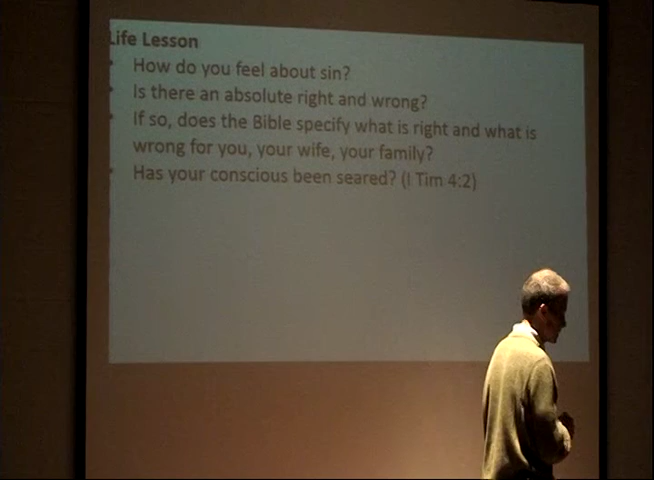 Life Lesson
• How do you feel about sin?
• Is there an absolute right and wrong?
• If so, does the Bible specify what is right and what is
wrong for you, your wife, your family?
• Has your conscious been seared? (I Tim 4:2)